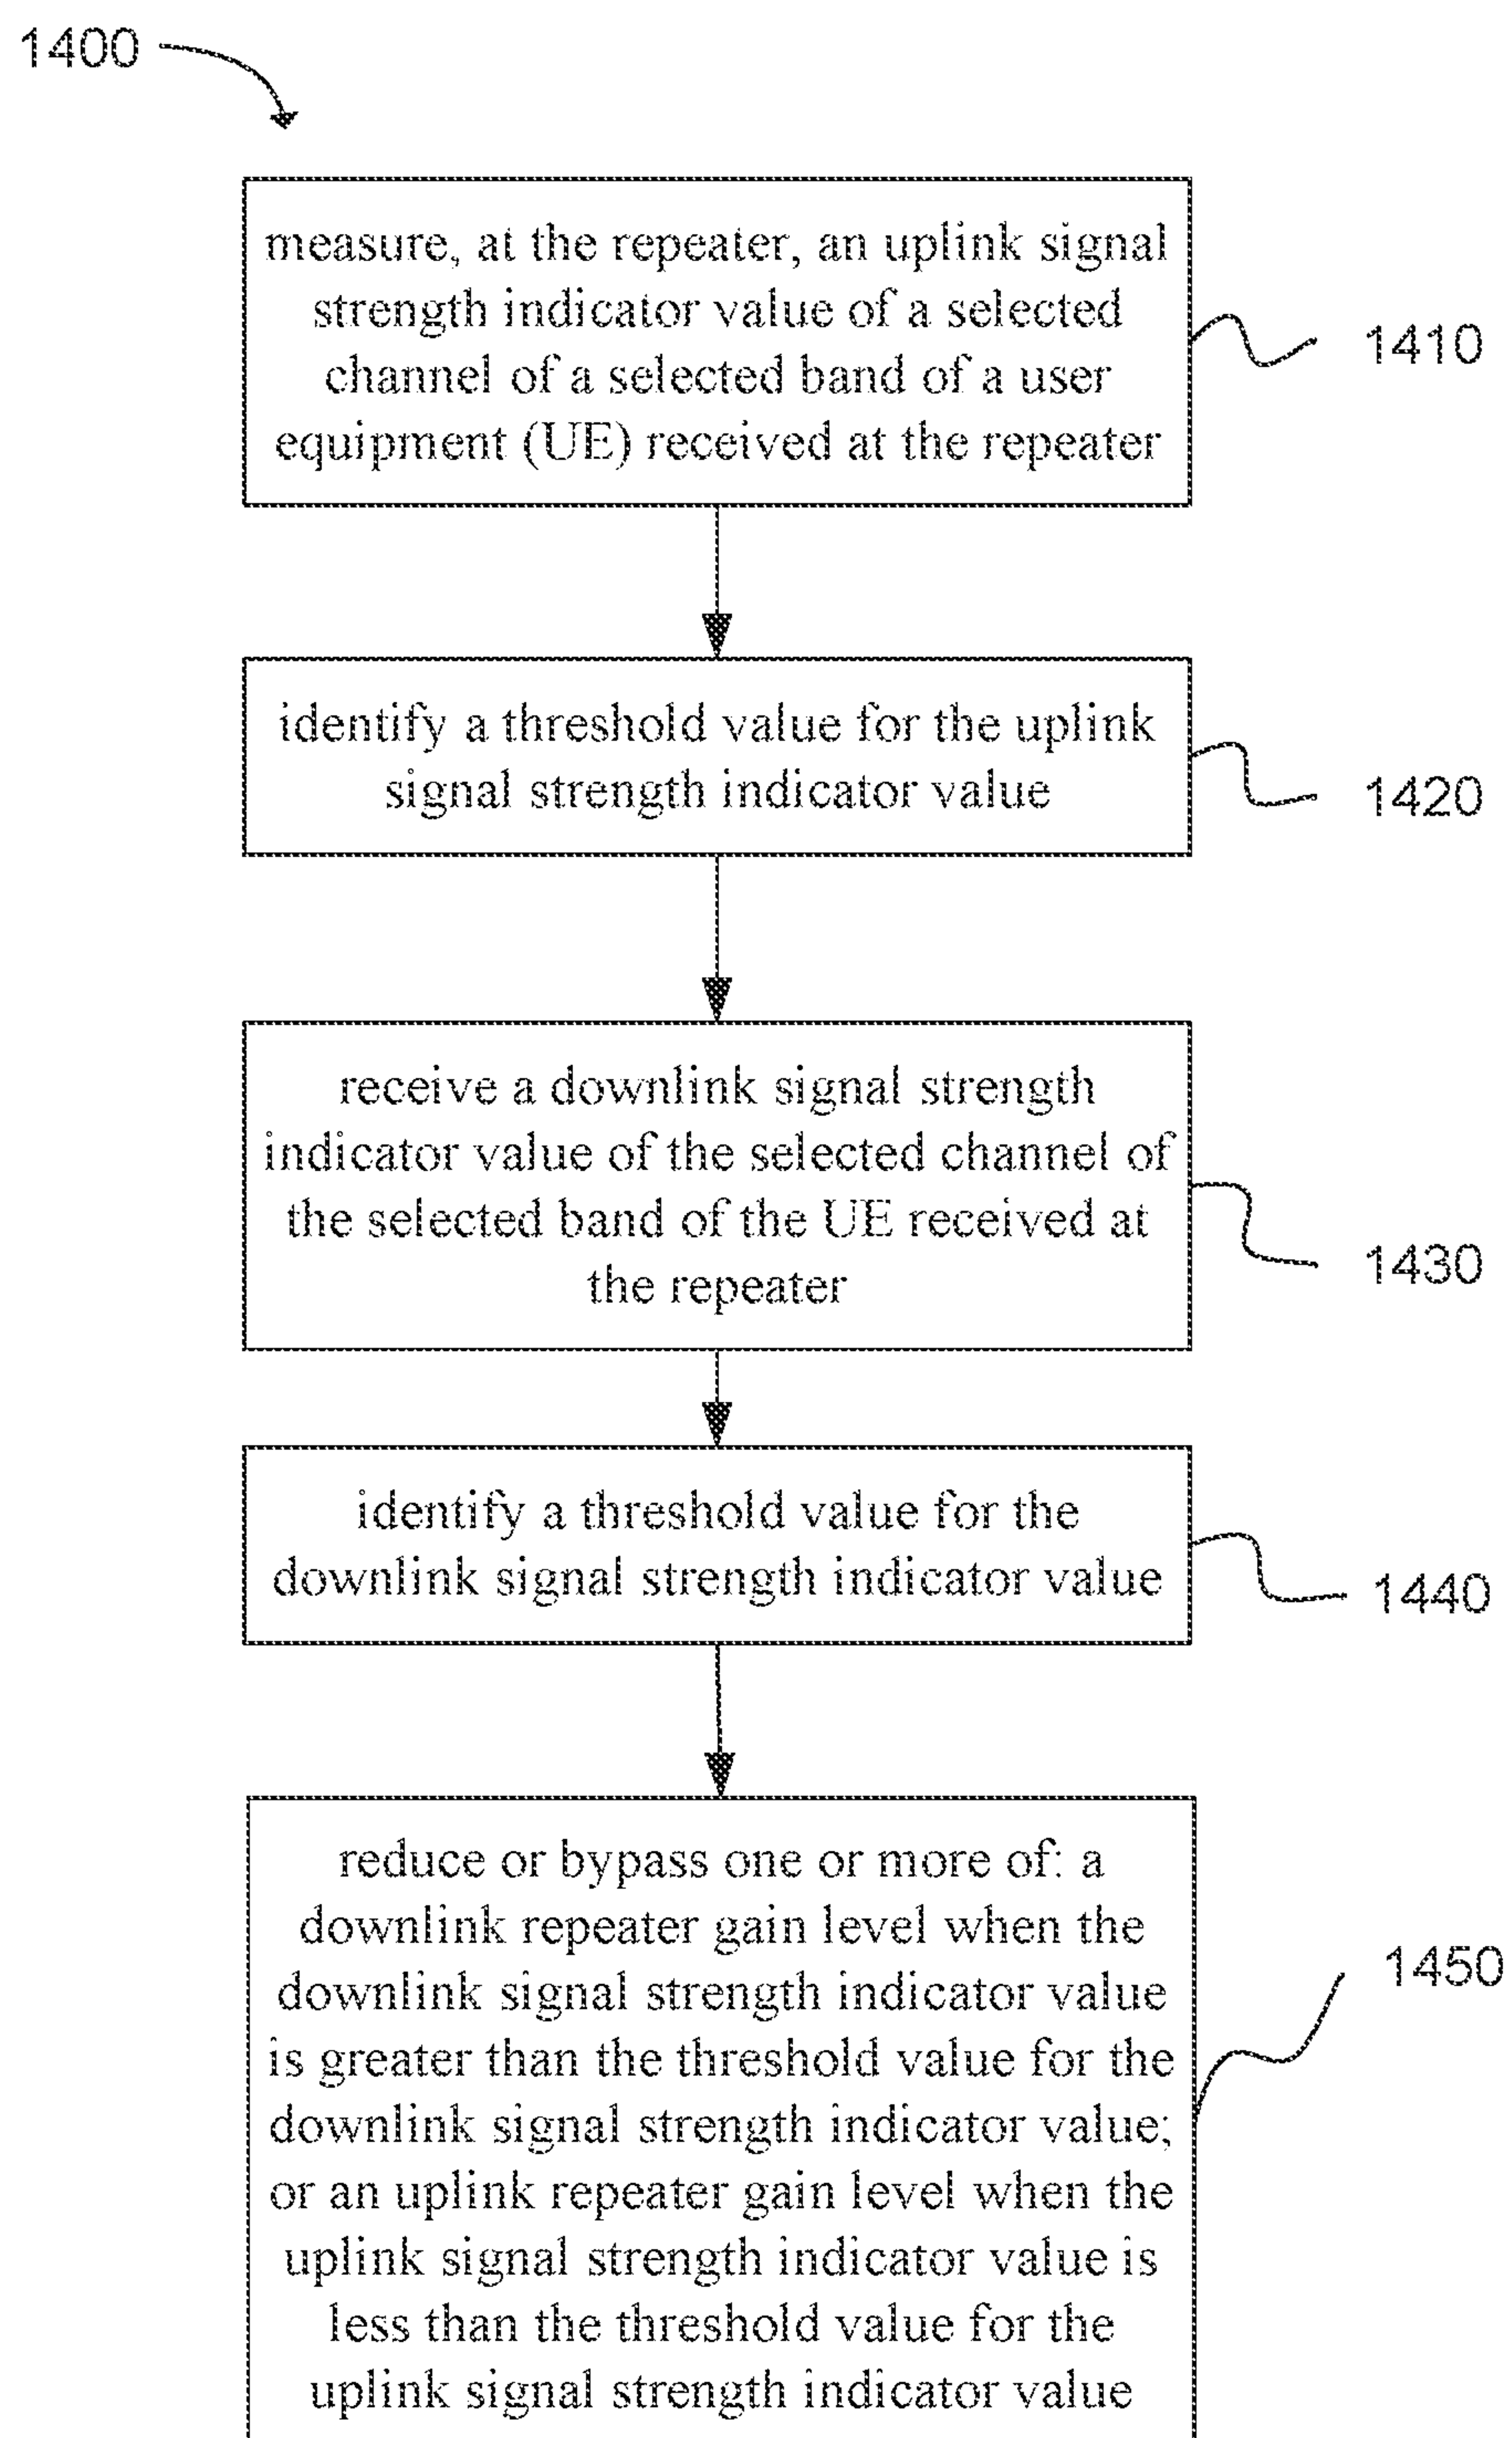 1400
measure, at the repeater, an uplink signal
strength indicator value of a selected
channel of a selected band of a user
equipment (UE) received at the repeater
1410
identify a threshold value for the uplink
signal strength indicator value
1420
receive a downlink signal strength
indicator value of the selected channel of
the selected band of the UE received at
the repeater
1430
identify a threshold value for the
downlink signal strength indicator value
1440
reduce or bypass one or more of: a
downlink repeater gain level when the
downlink signal strength indicator value
is greater than the threshold value for the
downlink signal strength indicator value;
or an uplink repeater gain level when the
uplink signal strength indicator value is
less than the threshold value for the
uplink signal strength indicator value
1450